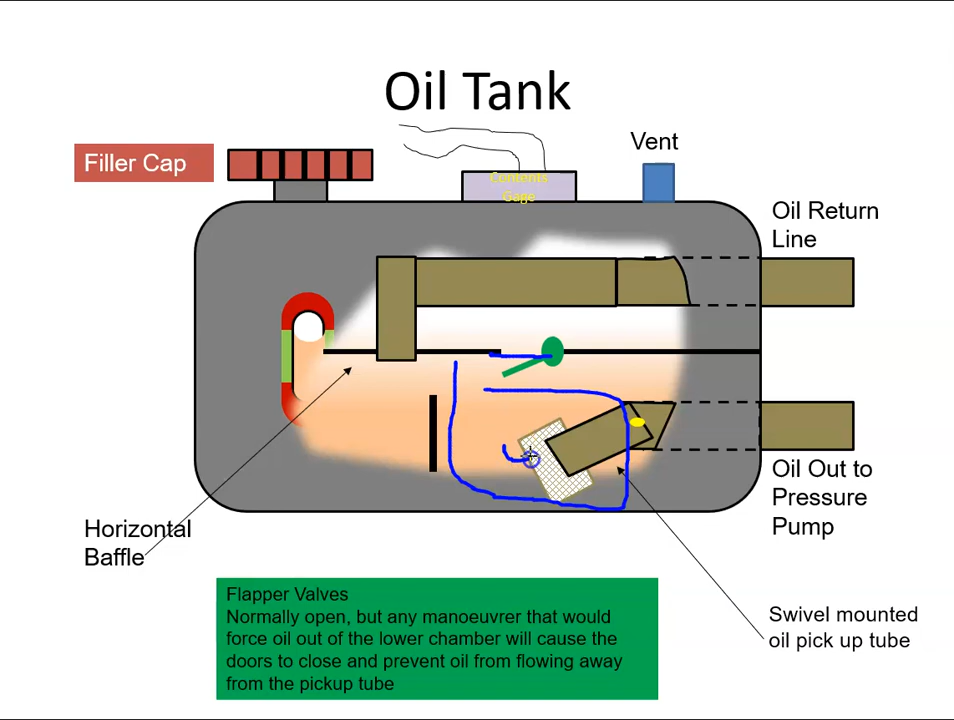 Oil Tank
Filler Cap
Contents
Gage
Vent
Oil Return
Line
Oil Out to
Pressure
Pump
Horizontal
Baffle
Swivel mounted
oil pick up tube
Flapper Valves
Normally open, but any manoeuvrer that would
force oil out of the lower chamber will cause the
doors to close and prevent oil from flowing away
from the pickup tube